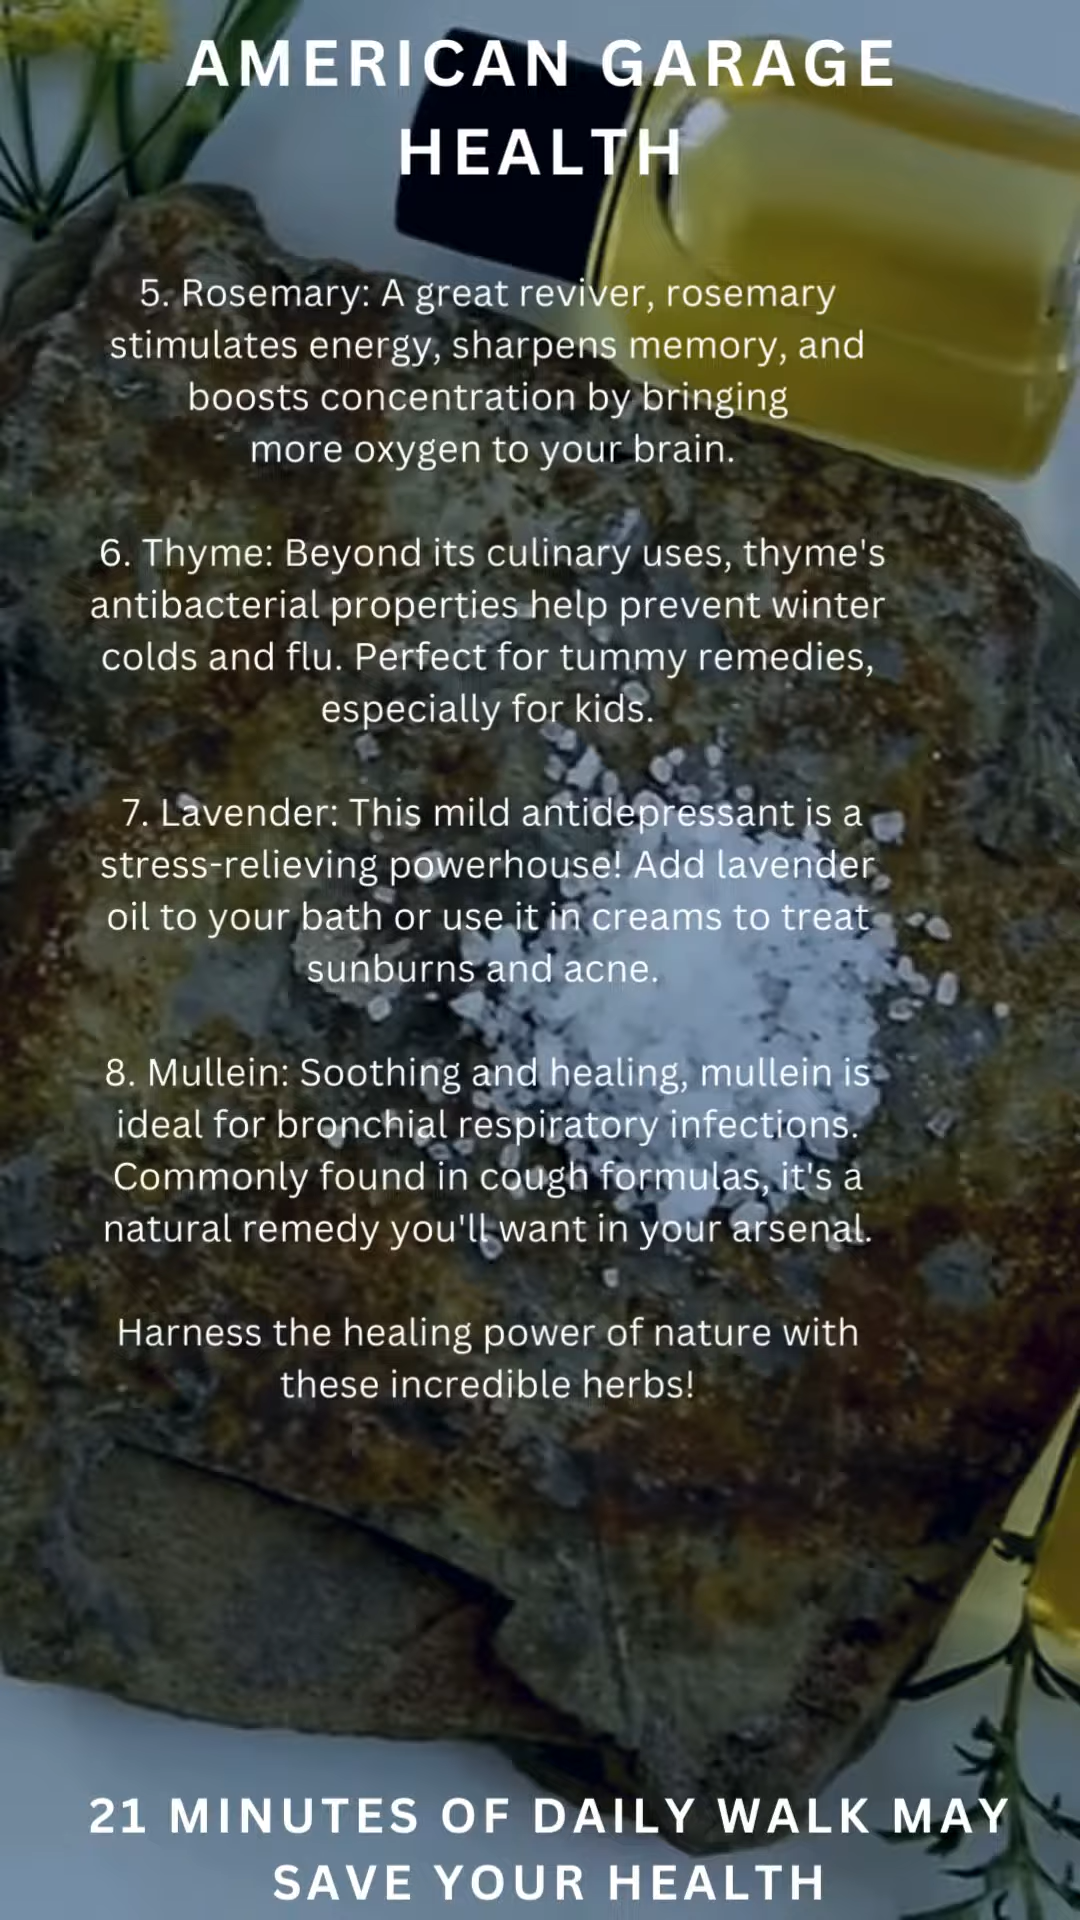 AMERICAN GARAGE
HEALTH
5. Rosemary: A great reviver, rosemary
stimulates energy, sharpens memory, and
boosts concentration by bringing
more oxygen to your brain.
6. Thyme: Beyond its culinary uses, thyme's
antibacterial properties help prevent winter
colds and flu. Perfect for tummy remedies,
especially for kids.
7. Lavender: This mild antidepressant is a
stress-relieving powerhouse! Add lavender
oil to your bath or use it in creams to treat
sunburns and acne.
8. Mullein: Soothing and healing, mullein is
ideal for bronchial respiratory infections.
Commonly found in cough formulas, it's a
natural remedy you'll want in your arsenal.
Harness the healing power of nature with
these incredible herbs!
21 MINUTES OF DAILY WALK MAY
SAVE YOUR HEALTH